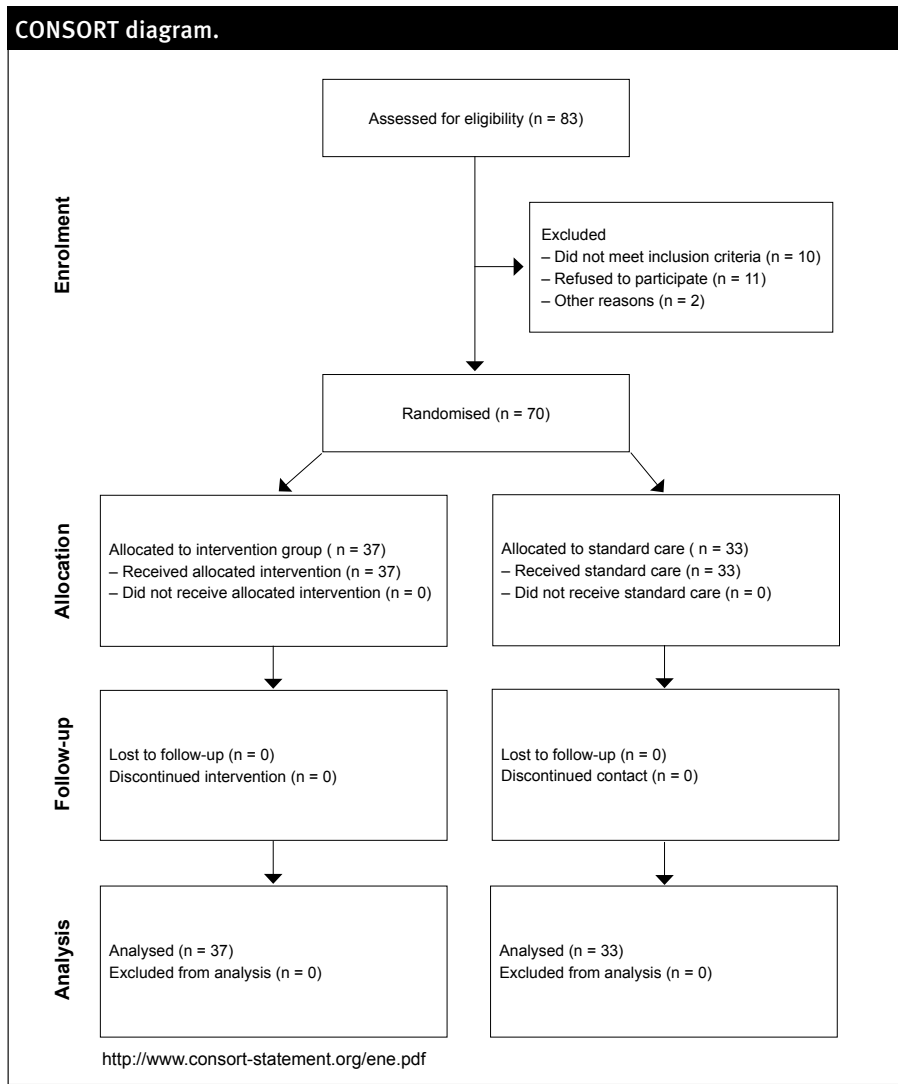 CONSORT diagram.
Enrolment
Assessed for eligibility (n = 83)
Excluded
– Did not meet inclusion criteria (n = 10)
– Refused to participate (n = 11)
– Other reasons (n = 2)
Randomised (n = 70)
Allocation
Allocated to intervention group ( n = 37)
– Received allocated intervention (n = 37)
– Did not receive allocated intervention (n = 0)
Allocated to standard care ( n = 33)
– Received standard care (n = 33)
– Did not receive standard care (n = 0)
Follow-up
Lost to follow-up (n = 0)
Discontinued intervention (n = 0)
Lost to follow-up (n = 0)
Discontinued contact (n = 0)
Analysis
Analysed (n = 37)
Excluded from analysis (n = 0)
Analysed (n = 33)
Excluded from analysis (n = 0)
http://www.consort-statement.org/ene.pdf